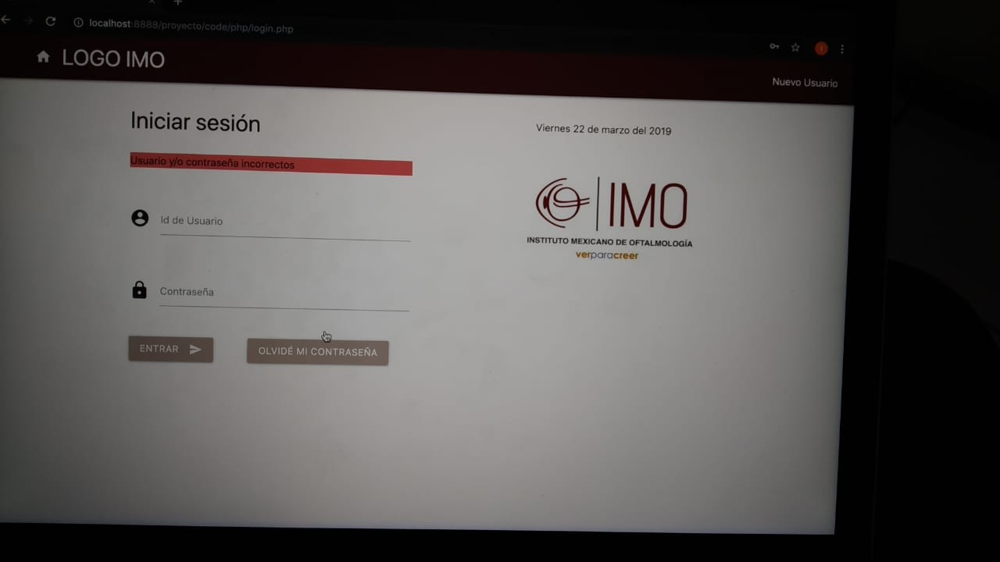 localhost:8888/proyecto/code/php/login.php
LOGO IMO
Nuevo Usuario
Iniciar sesión
Viernes 22 de marzo del 2019
Usuario y/o contraseña incorrectos
Id de Usuario
IMO
INSTITUTO MEXICANO DE OFTALMOLOGÍA
verparacreer
Contraseña
ENTRAR
OLVIDÉ MI CONTRASEÑA